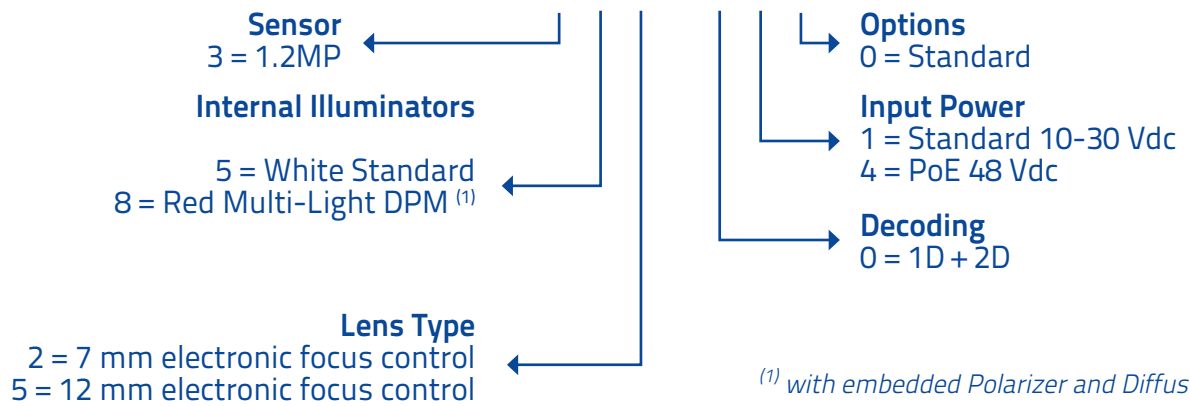 Sensor
3 = 1.2MP
Internal Illuminators
5 = White Standard
8 = Red Multi-Light DPM (1)
Lens Type
2 = 7 mm electronic focus control
5 = 12 mm electronic focus control
Options
0 = Standard
Input Power
1 = Standard 10-30 Vdc
4 = PoE 48 Vdc
Decoding
0 = 1D + 2D
(1) with embedded Polarizer and Diffus